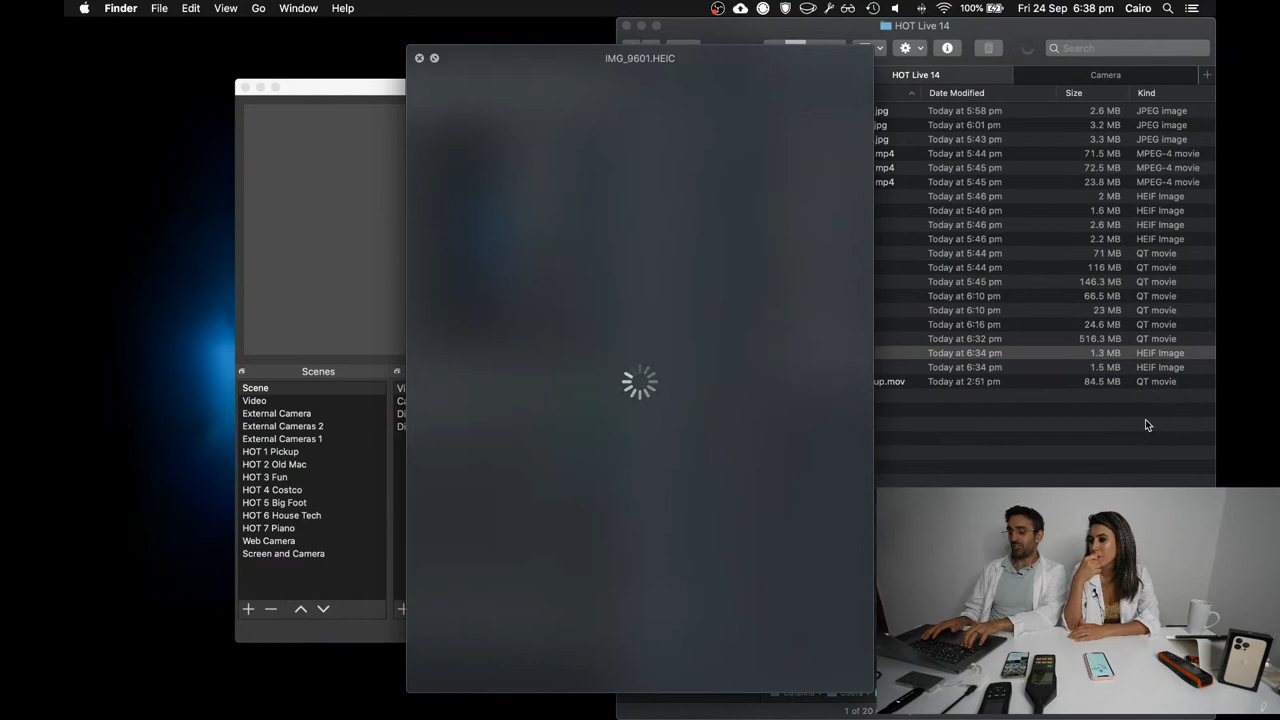 Finder File Edit View Go Window Help 100% Fri 24 Sep 6:38 pm Cairo
HOT Live 14
Search
IMG_9601.HEIC
HOT Live 14 Camera
Date Modified Size Kind
jpg Today at 5:58 pm 2.6 MB JPEG image
jpg Today at 6:01 pm 3.2 MB JPEG image
jpg Today at 5:43 pm 3.3 MB JPEG image
mp4 Today at 5:44 pm 71.5 MB MPEG-4 movie
mp4 Today at 5:45 pm 72.5 MB MPEG-4 movie
mp4 Today at 5:45 pm 23.8 MB MPEG-4 movie
Today at 5:46 pm 2 MB HEIF Image
Today at 5:46 pm 1.6 MB HEIF Image
Today at 5:46 pm 2.6 MB HEIF Image
Today at 5:46 pm 2.2 MB HEIF Image
Today at 5:44 pm 71 MB QT movie
Today at 5:44 pm 116 MB QT movie
Today at 5:45 pm 146.3 MB QT movie
Today at 6:10 pm 66.5 MB QT movie
Today at 6:10 pm 23 MB QT movie
Today at 6:16 pm 24.6 MB QT movie
Today at 6:32 pm 516.3 MB QT movie
Today at 6:34 pm 1.3 MB HEIF Image
Today at 6:34 pm 1.5 MB HEIF Image
up.mov Today at 2:51 pm 84.5 MB QT movie
Scenes
Scene
Video
External Camera
External Cameras 2
External Cameras 1
HOT 1 Pickup
HOT 2 Old Mac
HOT 3 Fun
HOT 4 Costco
HOT 5 Big Foot
HOT 6 House Tech
HOT 7 Piano
Web Camera
Screen and Camera
Vi
Ca
Di
Di
1 of 20